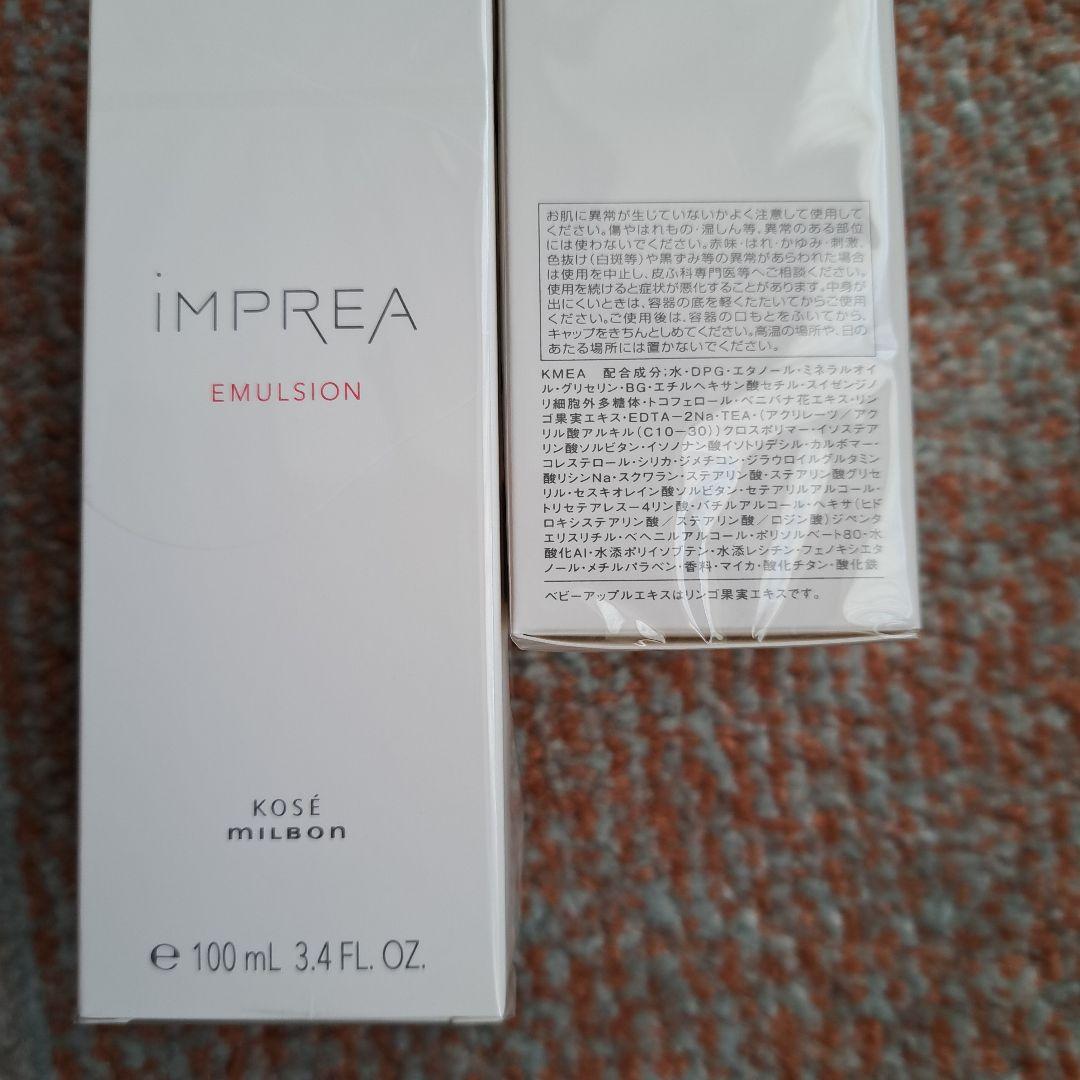 iMPREA
EMULSION
KOSÉ
mILBOn
e 100 mL 3.4 FL. OZ.
お肌に異常が生じていないかよく注意して使用して
ください。傷やはれもの・湿しん等、異常のある部位
には使わないでください。赤味・はれ・かゆみ・刺激、
色抜け(白斑等)や黒ずみ等の異常があらわれた場合
は使用を中止し、皮ふ科専門医等へご相談ください。
使用を続けると症状が悪化することがあります。中身が
出にくいときは、容器の底を軽くたたいてからご使用
ください。ご使用後は、容器の口もとをふいてから、
キャップをきちんとしめてください。高温の場所や、日の
あたる場所には置かないでください。
KMEA 配合成分;水・DPG・エタノール・ミネラルオイ
ル・グリセリン・BG・エチルヘキサン酸セチル・スイゼンジノ
リ細胞外多糖体・トコフェロール・ベニバナ花エキス・リン
ゴ果実エキス・EDTA-2Na・TEA・(アクリレーツ/アク
リル酸アルキル(C10-30))クロスポリマー・イソステア
リン酸ソルビタン・イソノナン酸イソトリデシル・カルボマー・
コレステロール・シリカ・ジメチコン・ジラウロイルグルタミン
酸リシンNa・スクワラン・ステアリン酸・ステアリン酸グリセ
リル・セスキオレイン酸ソルビタン・セテアリルアルコール・
トリセテアレス-4リン酸・バチルアルコール・ヘキサ(ヒド
ロキシステアリン酸/ステアリン酸/ロジン酸)ジペンタ
エリスリチル・ベヘニルアルコール・ポリソルベート80・水
酸化Al・水添ポリイソブテン・水添レシチン・フェノキシエタ
ノール・メチルパラベン・香料・マイカ・酸化チタン・酸化鉄
ベビーアップルエキスはリンゴ果実エキスです。